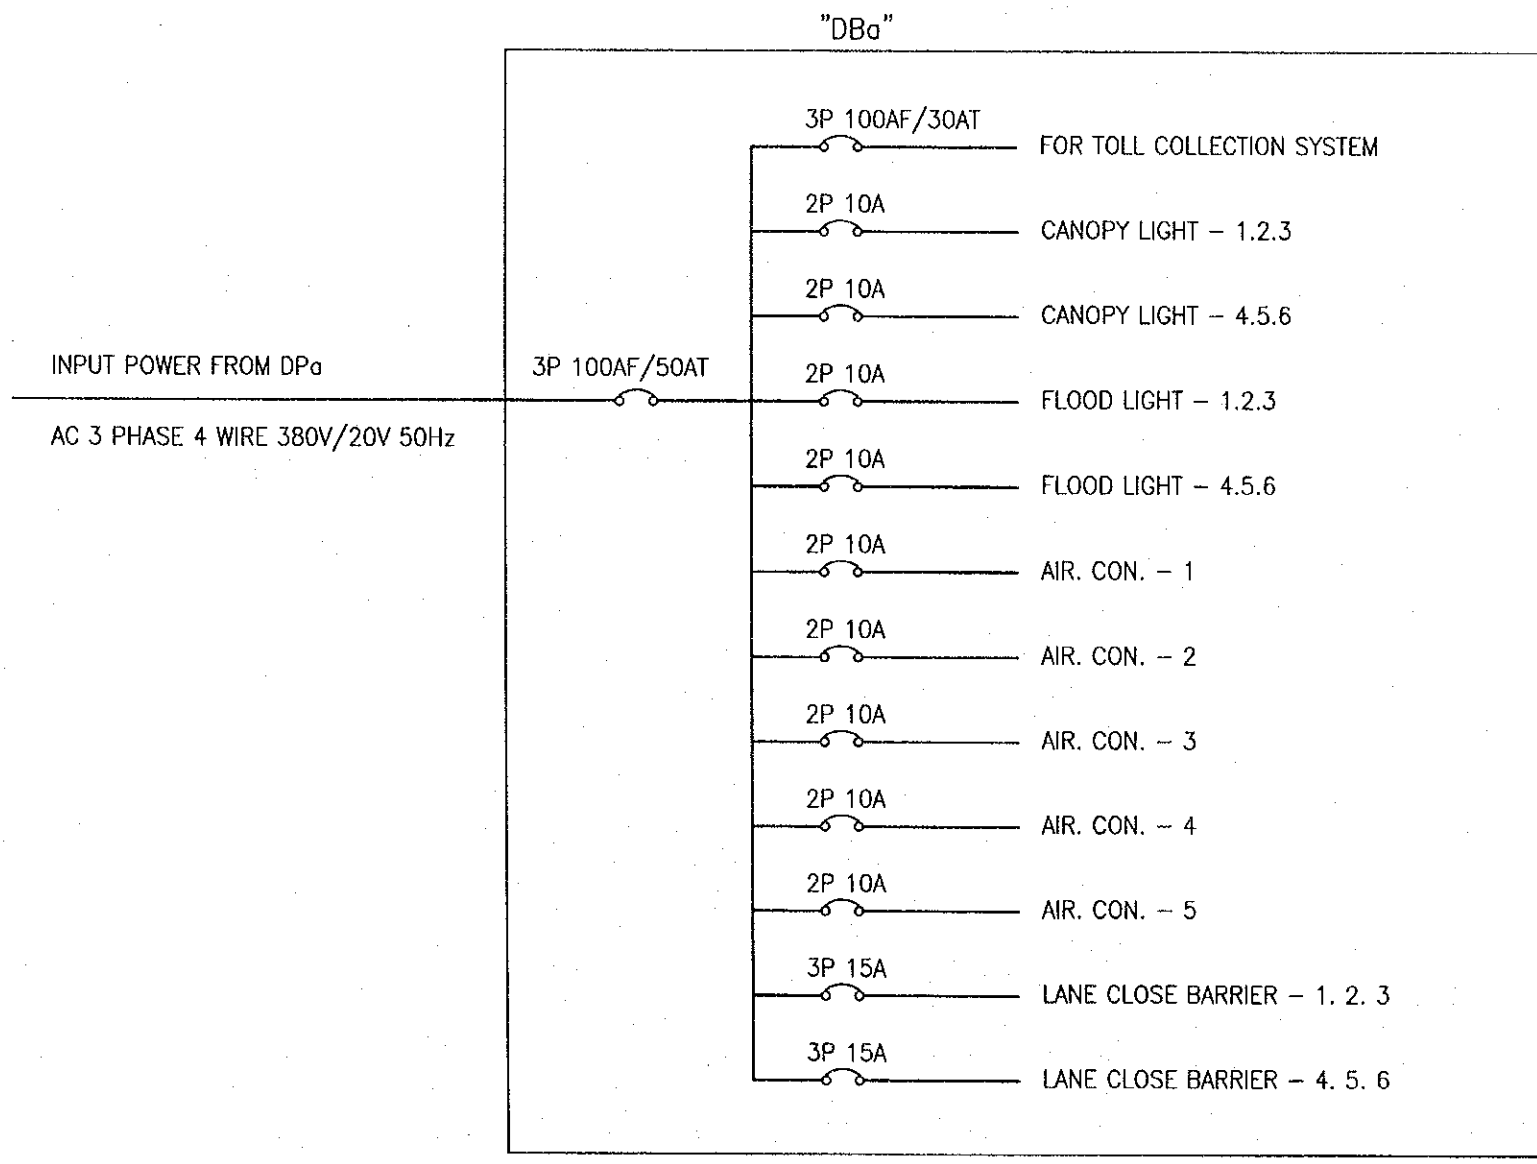 "DBa"
3P 100AF/30AT
FOR TOLL COLLECTION SYSTEM
2P 10A
CANOPY LIGHT - 1.2.3
2P 10A
CANOPY LIGHT - 4.5.6
INPUT POWER FROM DPa
3P 100AF/50AT
2P 10A
FLOOD LIGHT - 1.2.3
AC 3 PHASE 4 WIRE 380V/20V 50Hz
2P 10A
FLOOD LIGHT - 4.5.6
2P 10A
AIR. CON. - 1
2P 10A
AIR. CON. - 2
2P 10A
AIR. CON. - 3
2P 10A
AIR. CON. - 4
2P 10A
AIR. CON. - 5
3P 15A
LANE CLOSE BARRIER - 1. 2. 3
3P 15A
LANE CLOSE BARRIER - 4. 5. 6